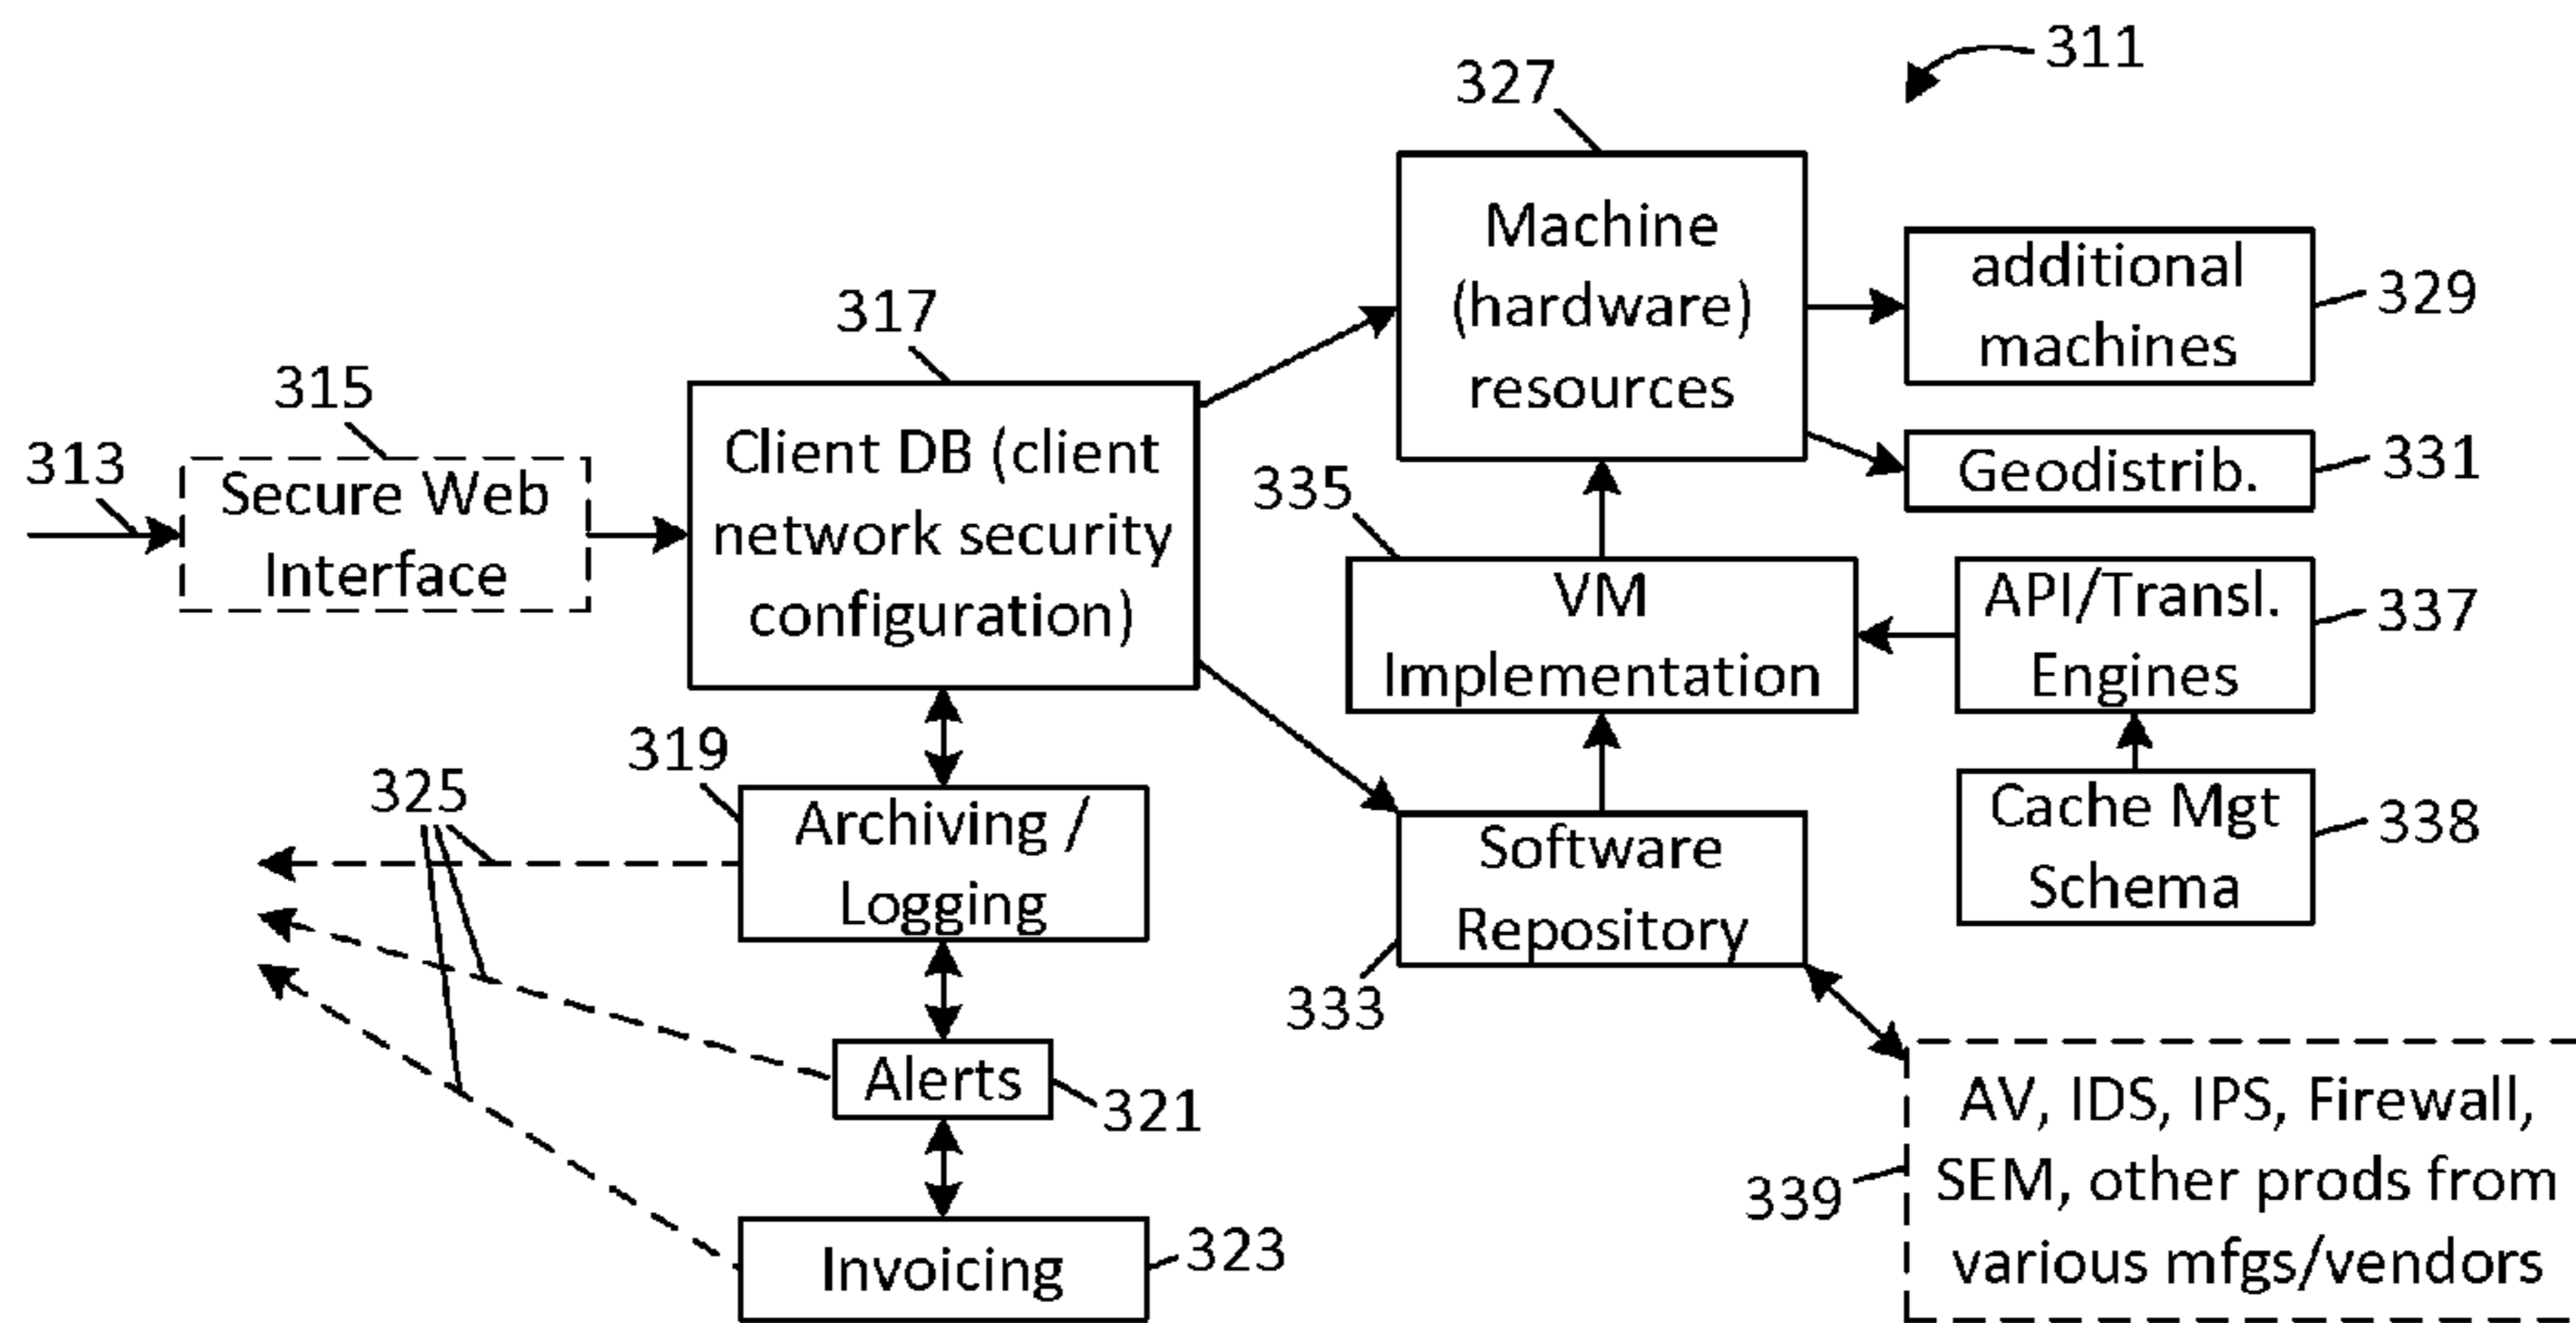 311
327
Machine
(hardware)
resources
additional
machines
329
317
Client DB (client
network security
configuration)
315
313
Secure Web
Interface
Geodistrib.
331
335
VM
Implementation
API/Transl.
Engines
337
319
Archiving /
Logging
325
Software
Repository
333
Cache Mgt
Schema
338
Alerts
321
Invoicing
323
339
AV, IDS, IPS, Firewall,
SEM, other prods from
various mfgs/vendors